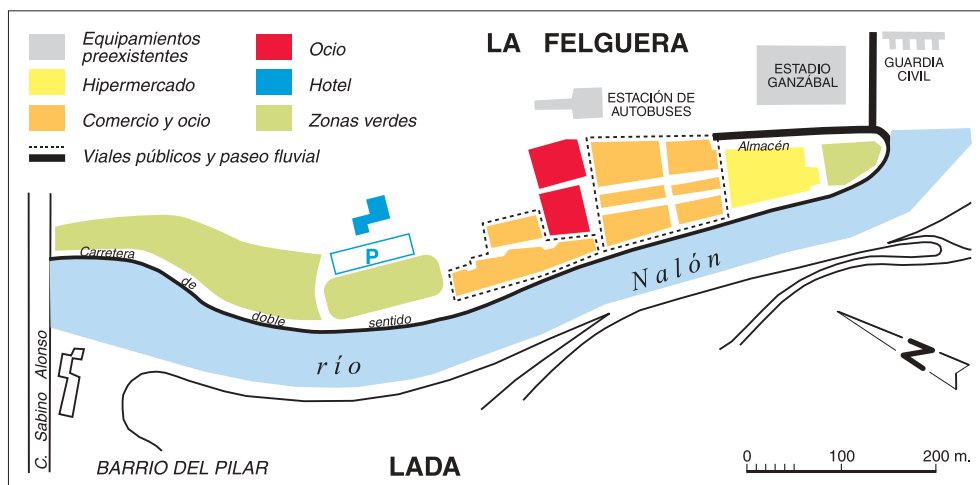 Equipamientos
preexistentes
Hipermercado
Comercio y ocio
Viales públicos y paseo fluvial
Ocio
Hotel
Zonas verdes
LA FELGUERA
ESTACIÓN DE
AUTOBUSES
ESTADIO
GANZÁBAL
GUARDIA
CIVIL
Almacén
P
Carretera
de
doble
sentido
río
Nalón
C. Sabino Alonso
BARRIO DEL PILAR
LADA
N
0 100 200 m.